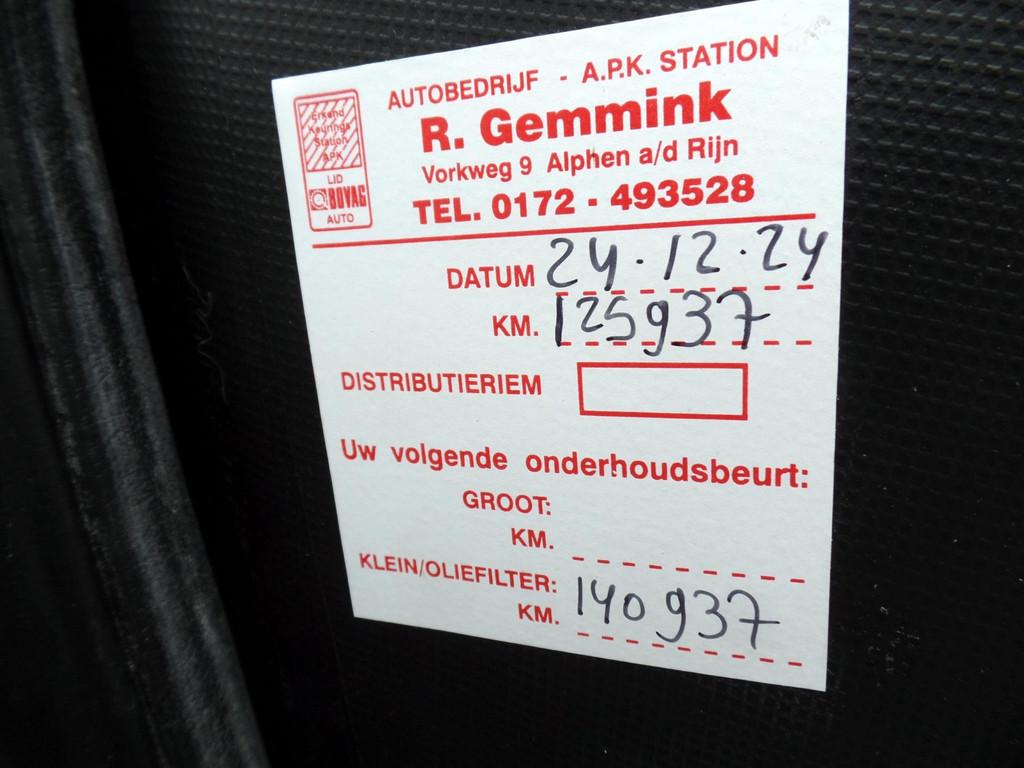 AUTOBEDRIJF - A.P.K. STATION
R. Gemmink
Vorkweg 9 Alphen a/d Rijn
TEL. 0172 - 493528
Erkend
Keurings
Station
APK
LID
BOVAG
AUTO
DATUM 24.12.24
KM. 125937
DISTRIBUTIERIEM
Uw volgende onderhoudsbeurt:
GROOT:
KM.
KLEIN/OLIEFILTER:
KM. 140937